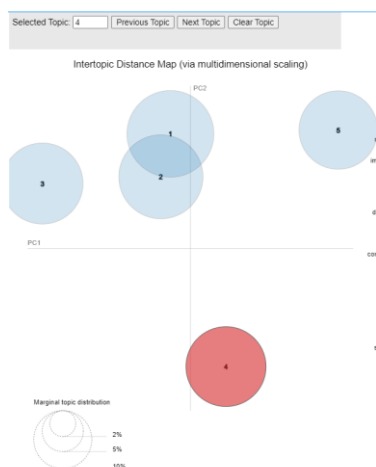 Selected Topic: 4 Previous Topic Next Topic Clear Topic
Intertopic Distance Map (via multidimensional scaling)
PC2
1
5
2
3
PC1
4
Marginal topic distribution
2%
5%
10%